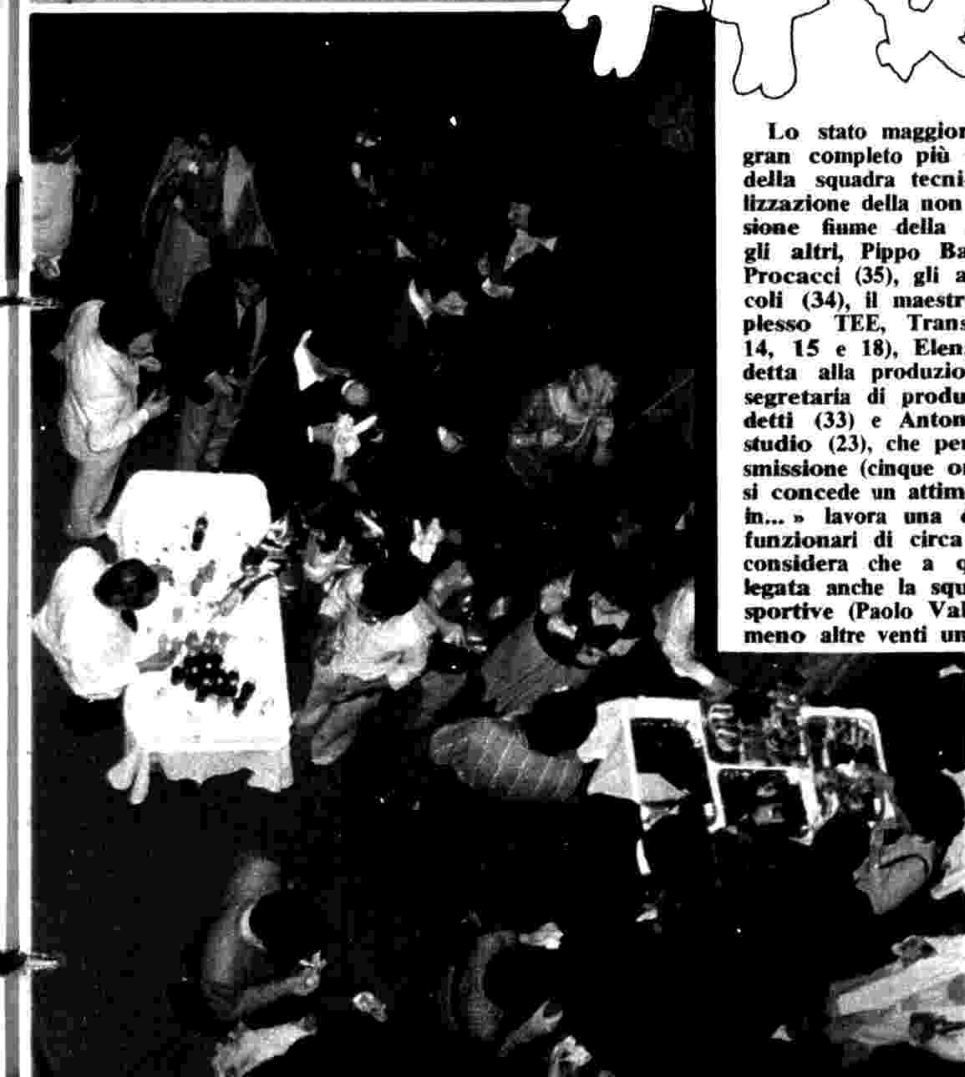 Lo stato maggior
gran completo più
della squadra tecni
lizzazione della non
sione fiume della
gli altri, Pippo Ba
Procacci (35), gli a
coli (34), il maestr
plesso TEE, Trans
14, 15 e 18), Elen
detta alla produzio
segretaria di produ
detti (33) e Anton
studio (23), che per
smissione (cinque or
si concede un attim
in... » lavora una
funzionari di circa
considera che a q
legata anche la squ
sportive (Paolo Val
meno altre venti un